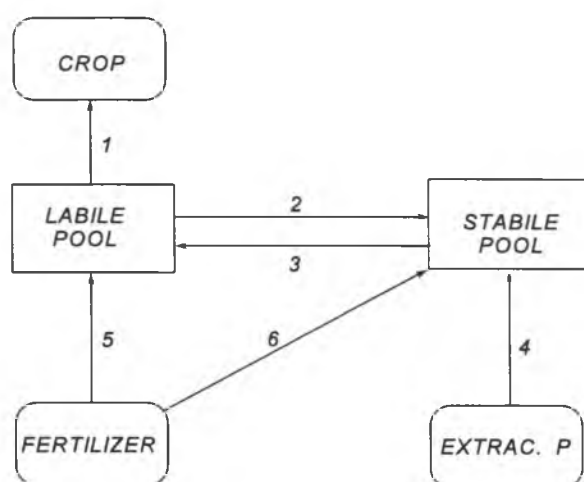 CROP
1
LABILE
POOL
2
STABILE
POOL
3
5
6
4
FERTILIZER
EXTRAC. P